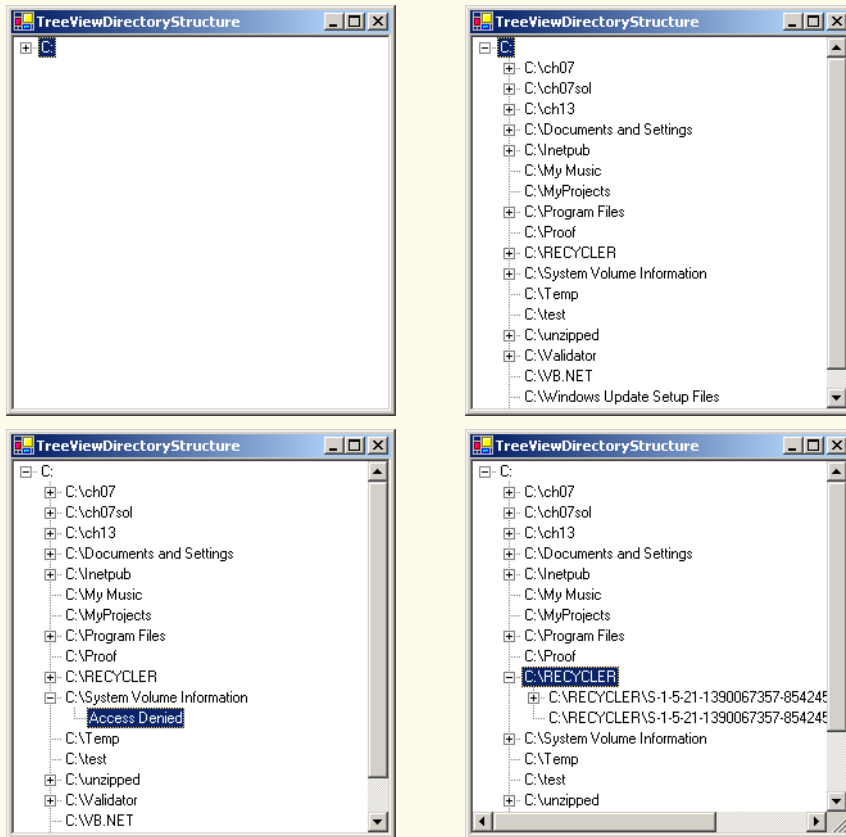 TreeViewDirectoryStructure
C:
TreeViewDirectoryStructure
C:
C:\ch07
C:\ch07sol
C:\ch13
C:\Documents and Settings
C:\Inetpub
C:\My Music
C:\MyProjects
C:\Program Files
C:\Proof
C:\RECYCLER
C:\System Volume Information
C:\Temp
C:\test
C:\unzipped
C:\Validator
C:\VB.NET
C:\Windows Update Setup Files
TreeViewDirectoryStructure
C:
C:\ch07
C:\ch07sol
C:\ch13
C:\Documents and Settings
C:\Inetpub
C:\My Music
C:\MyProjects
C:\Program Files
C:\Proof
C:\RECYCLER
C:\System Volume Information
Access Denied
C:\Temp
C:\test
C:\unzipped
C:\Validator
C:\VB.NET
TreeViewDirectoryStructure
C:
C:\ch07
C:\ch07sol
C:\ch13
C:\Documents and Settings
C:\Inetpub
C:\My Music
C:\MyProjects
C:\Program Files
C:\Proof
C:\RECYCLER
C:\RECYCLER\S-1-5-21-1390067357-854245
C:\RECYCLER\S-1-5-21-1390067357-854245
C:\System Volume Information
C:\Temp
C:\test
C:\unzipped